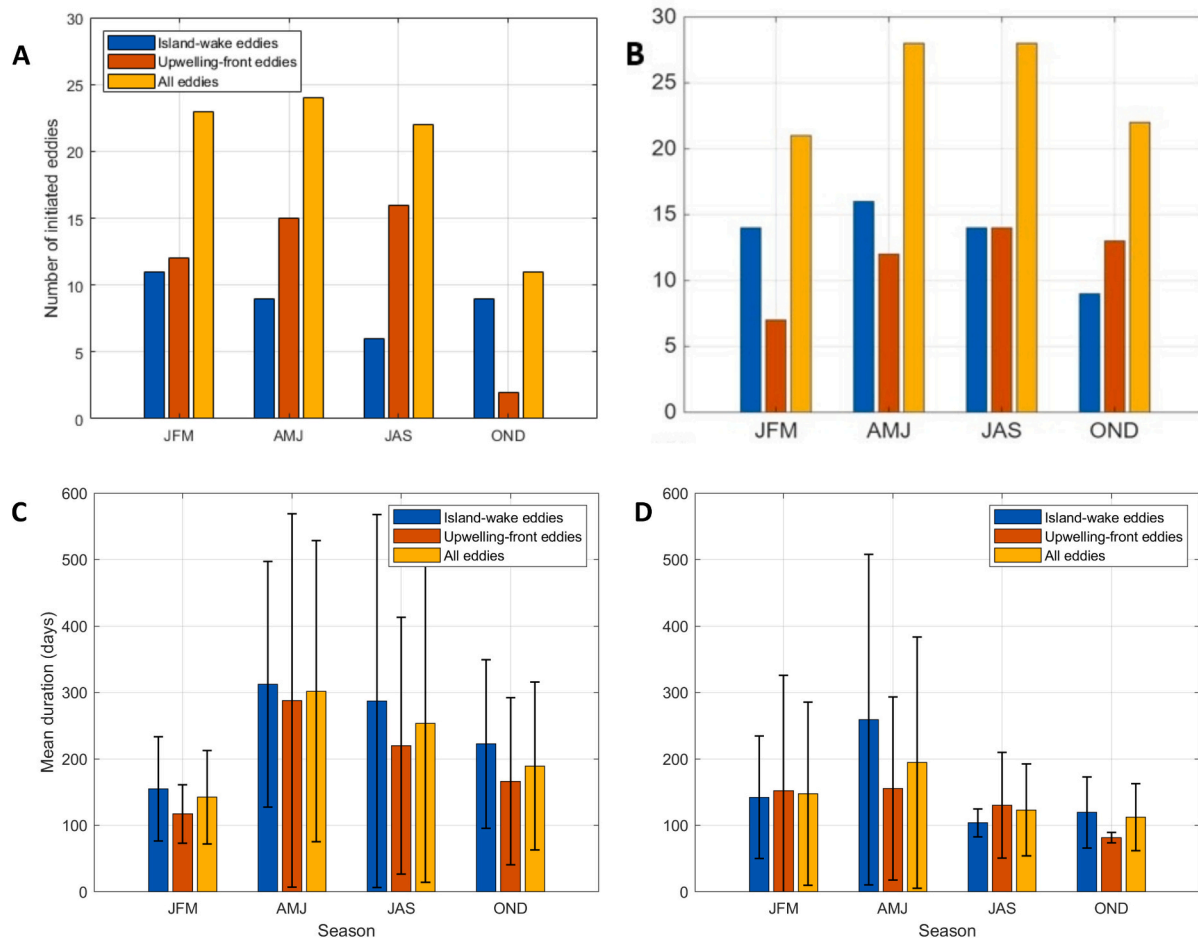 A
Number of initiated eddies
30
25
20
15
10
5
0
Island-wake eddies
Upwelling-front eddies
All eddies
JFM AMJ JAS OND
B
30
25
20
15
10
5
0
JFM AMJ JAS OND
C
Mean duration (days)
600
500
400
300
200
100
0
Island-wake eddies
Upwelling-front eddies
All eddies
JFM AMJ JAS OND
Season
D
600
500
400
300
200
100
0
Island-wake eddies
Upwelling-front eddies
All eddies
JFM AMJ JAS OND
Season